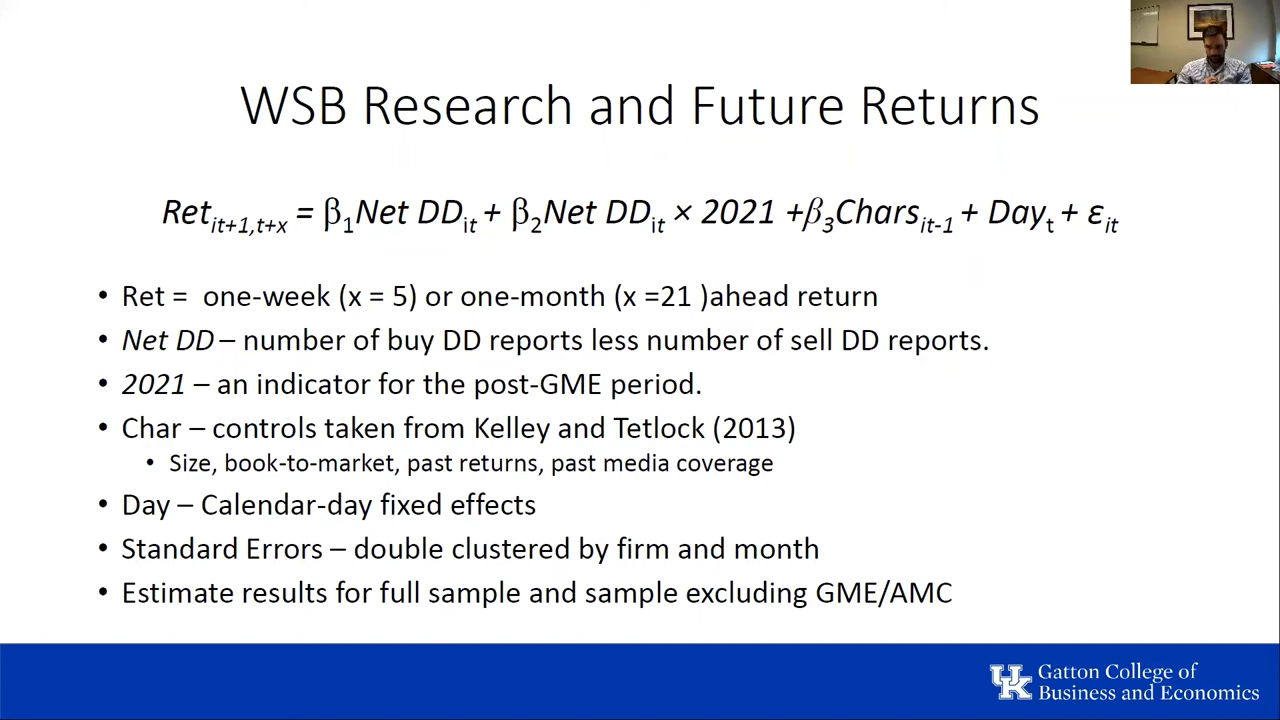 WSB Research and Future Returns
Ret_it+1,t+x = β₁Net DD_it + β₂Net DD_it × 2021 +β₃Chars_it-1 + Day_t + ε_it
• Ret =  one-week (x = 5) or one-month (x =21 )ahead return
• Net DD – number of buy DD reports less number of sell DD reports.
• 2021 – an indicator for the post-GME period.
• Char – controls taken from Kelley and Tetlock (2013)
• Size, book-to-market, past returns, past media coverage
• Day – Calendar-day fixed effects
• Standard Errors – double clustered by firm and month
• Estimate results for full sample and sample excluding GME/AMC
UK Gatton College of
Business and Economics